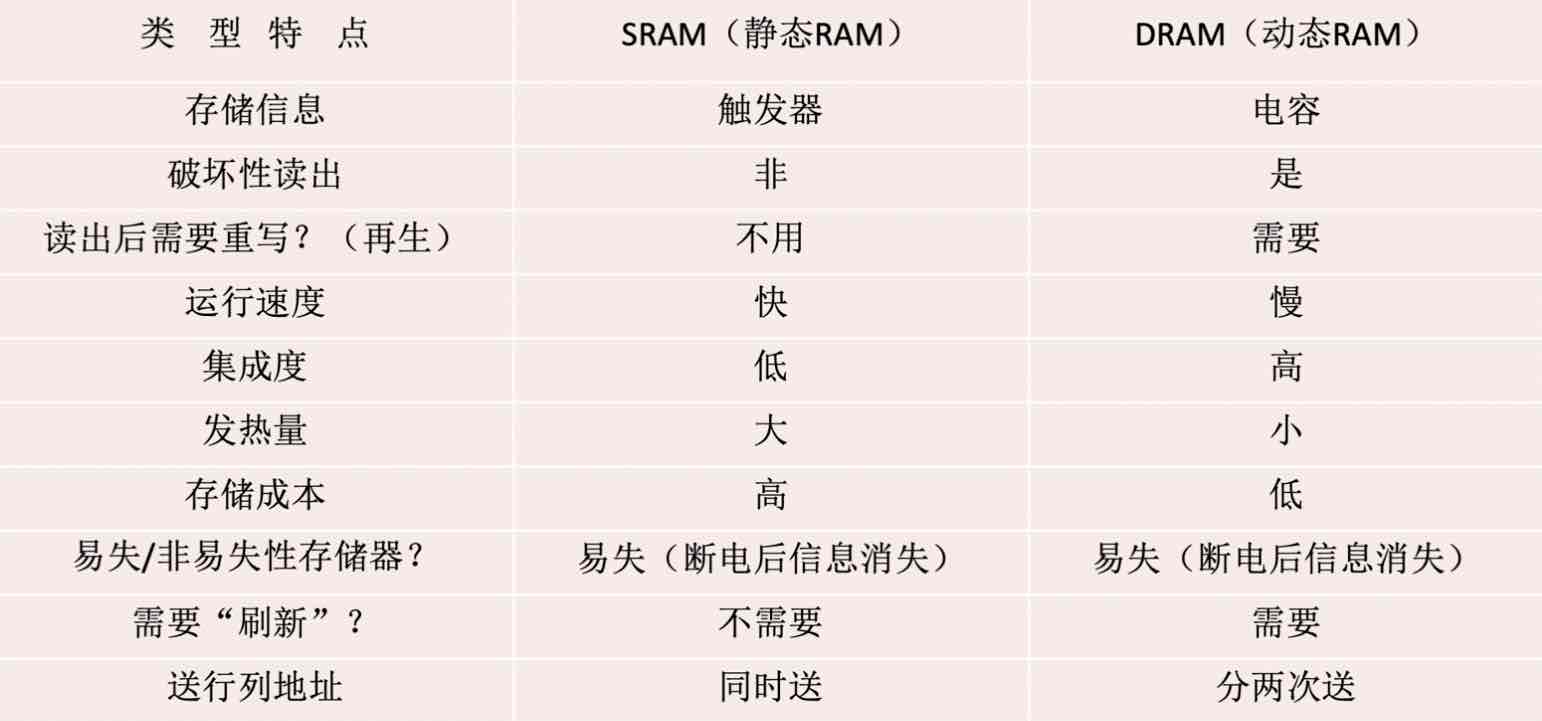 类 型 特 点 SRAM（静态RAM） DRAM（动态RAM）
存储信息 触发器 电容
破坏性读出 非 是
读出后需要重写？（再生） 不用 需要
运行速度 快 慢
集成度 低 高
发热量 大 小
存储成本 高 低
易失/非易失性存储器？ 易失（断电后信息消失） 易失（断电后信息消失）
需要“刷新”？ 不需要 需要
送行列地址 同时送 分两次送